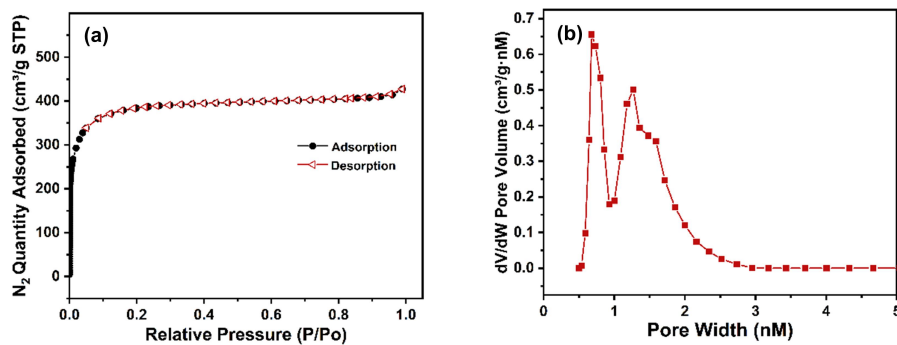 (a)
N₂ Quantity Adsorbed (cm³/g STP)
500
400
300
200
100
0
Adsorption
Desorption
0.0 0.2 0.4 0.6 0.8 1.0
Relative Pressure (P/Po)
(b)
dV/dW Pore Volume (cm³/g·nM)
0.7
0.6
0.5
0.4
0.3
0.2
0.1
0.0
0 1 2 3 4 5
Pore Width (nM)